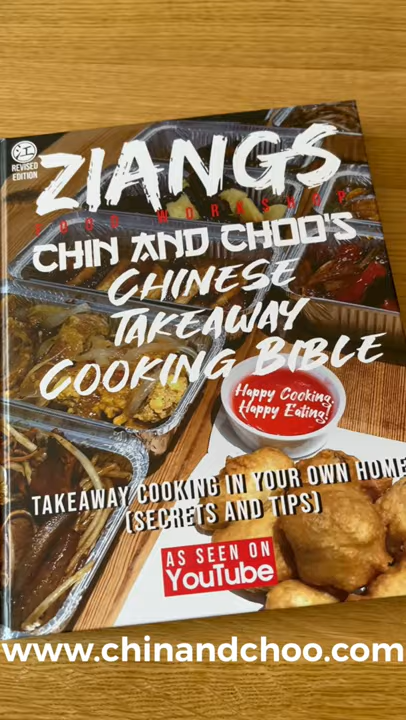 江
REVISED
EDITION
ZIANGS
FOOD WORKSHOP
CHIN AND CHOO'S
CHINESE
TAKEAWAY
COOKING BIBLE
Happy Cooking,
Happy Eating!
TAKEAWAY COOKING IN YOUR OWN HOME
(SECRETS AND TIPS)
AS SEEN ON
YouTube
www.chinandchoo.com